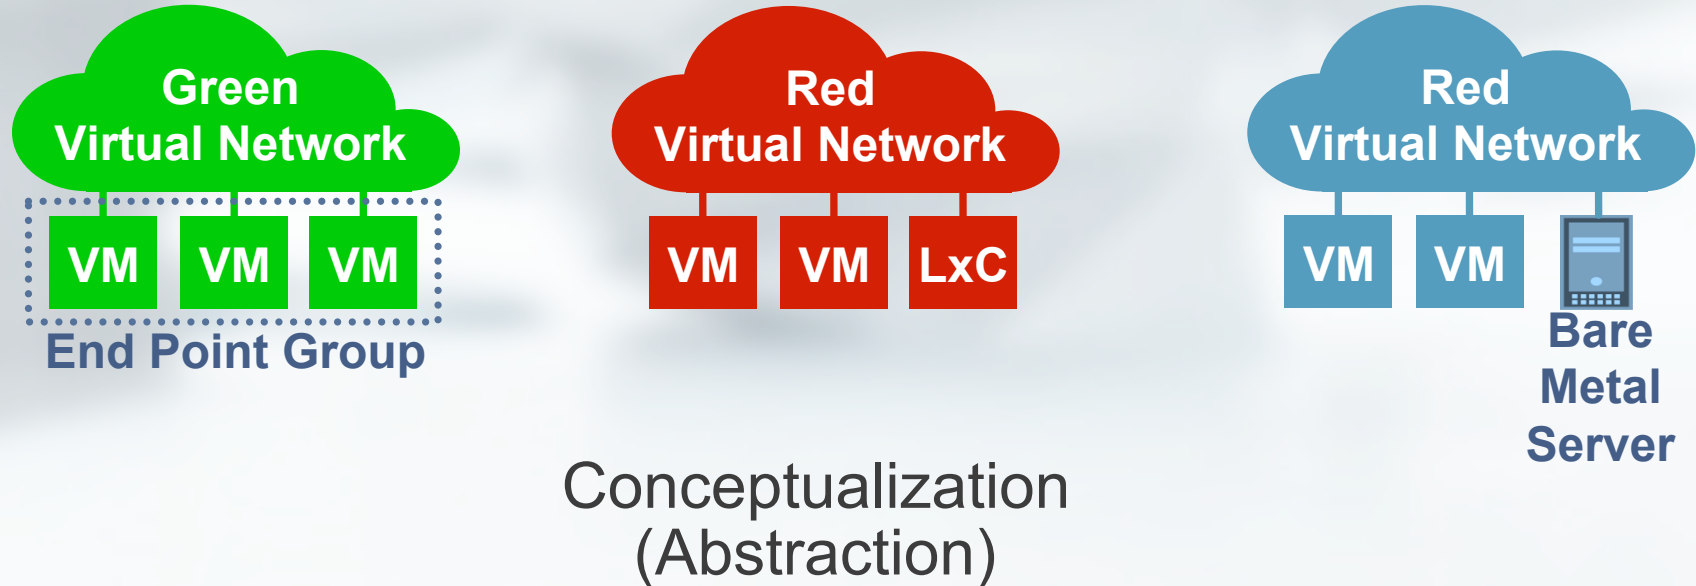 Green
Virtual Network
VM VM VM
End Point Group
Red
Virtual Network
VM VM LxC
Red
Virtual Network
VM VM
Bare
Metal
Server
Conceptualization
(Abstraction)